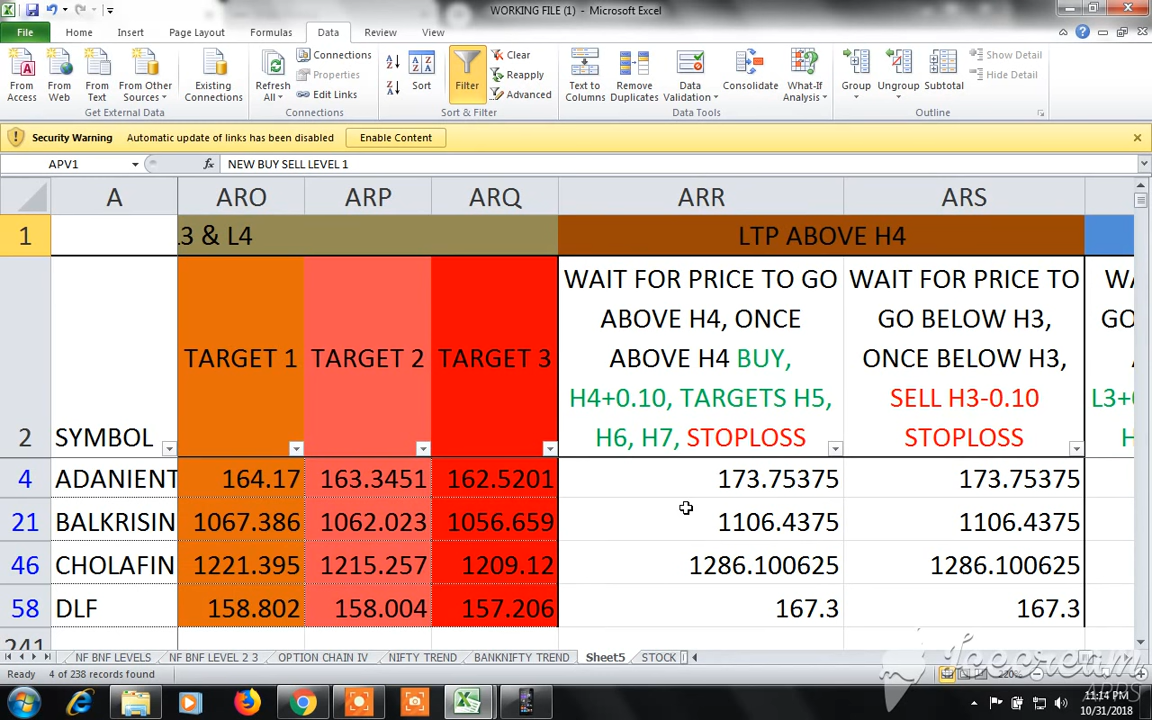 WORKING FILE (1) - Microsoft Excel
File Home Insert Page Layout Formulas Data Review View
From Access
From Web
From Text
From Other Sources
Existing Connections
Get External Data
Refresh All
Connections
Properties
Edit Links
Connections
Sort
Filter
Clear
Reapply
Advanced
Sort & Filter
Text to Columns
Remove Duplicates
Data Validation
Consolidate
What-If Analysis
Data Tools
Group
Ungroup
Subtotal
Show Detail
Hide Detail
Outline
Security Warning Automatic update of links has been disabled Enable Content
APV1 fx NEW BUY SELL LEVEL 1
A ARO ARP ARQ ARR ARS
1 L3 & L4 LTP ABOVE H4
2 SYMBOL
TARGET 1
TARGET 2
TARGET 3
WAIT FOR PRICE TO GO
ABOVE H4, ONCE
ABOVE H4 BUY,
H4+0.10, TARGETS H5,
H6, H7, STOPLOSS
WAIT FOR PRICE TO
GO BELOW H3,
ONCE BELOW H3,
SELL H3-0.10
STOPLOSS
4 ADANIENT 164.17 163.3451 162.5201 173.75375 173.75375
21 BALKRISIN 1067.386 1062.023 1056.659 1106.4375 1106.4375
46 CHOLAFIN 1221.395 1215.257 1209.12 1286.100625 1286.100625
58 DLF 158.802 158.004 157.206 167.3 167.3
241
NF BNF LEVELS NF BNF LEVEL 2 3 OPTION CHAIN IV NIFTY TREND BANKNIFTY TREND Sheet5 STOCK
Ready 4 of 238 records found 220%
Icecream
APPS
11:14 PM
10/31/2018